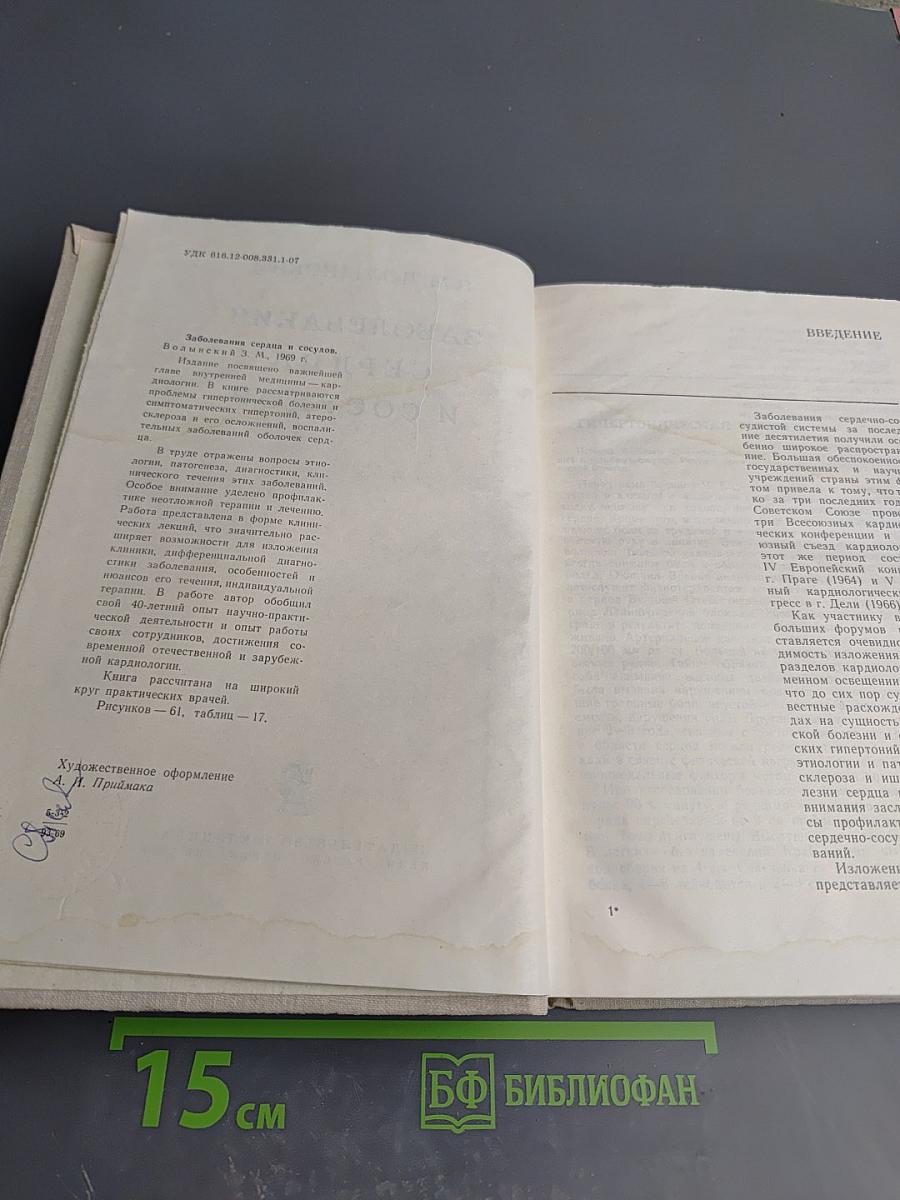 УДК 616.12-008.331.1-07
Заболевания сердца и сосудов.
Волынский З. М., 1969 г.
Издание посвящено важнейшей
главе внутренней медицины — кар-
диологии. В книге рассматриваются
проблемы гипертонической болезни и
симптоматических гипертоний, атеро-
склероза и его осложнений, воспали-
тельных заболеваний оболочек серд-
ца.
В труде отражены вопросы этио-
логии, патогенеза, диагностики, кли-
нического течения этих заболеваний.
Особое внимание уделено профилак-
тике неотложной терапии и лечению.
Работа представлена в форме клини-
ческих лекций, что значительно рас-
ширяет возможности для изложения
клиники, дифференциальной диагно-
стики заболевания, особенностей и
нюансов его течения, индивидуальной
терапии. В работе автор обобщил
свой 40-летний опыт научно-практи-
ческой деятельности и опыт работы
своих сотрудников, достижения со-
временной отечественной и зарубеж-
ной кардиологии.
Книга рассчитана на широкий
круг практических врачей.
Рисунков — 61, таблиц — 17.
Художественное оформление
А. И. Приймака
ВВЕДЕНИЕ
Заболевания сердечно-со
судистой системы за послед
ние десятилетия получили осо
бенно широкое распростран
ние. Большая обеспокоеннос
государственных и научн
учреждений страны этим ф
том привела к тому, что т
ко за три последних год
Советском Союзе прове
три Всесоюзных карди
ческих конференции и
юзный съезд кардиоло
этот же период сос
IV Европейский кон
г. Праге (1964) и V
ный кардиологическ
гресс в г. Дели (1966)
Как участнику в
больших форумов
ставляется очевидно
димость изложения
разделов кардиоло
менном освещении
что до сих пор су
вестные расхожде
дах на сущность
ской болезни и
ских гипертоний
этиологии и пат
склероза и иш
лезни сердца
внимания засл
сы профилакт
сердечно-сосу
ваний.
Изложени
представляет
1*
15 см
БФ БИБЛИОФАН